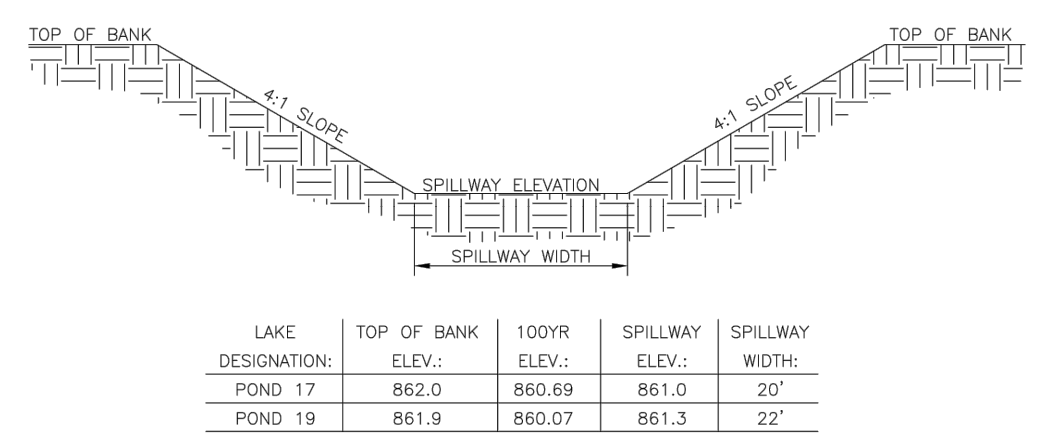 TOP OF BANK
TOP OF BANK
4:1 SLOPE
4:1 SLOPE
SPILLWAY ELEVATION
SPILLWAY WIDTH
LAKE DESIGNATION: TOP OF BANK ELEV.: 100YR ELEV.: SPILLWAY ELEV.: SPILLWAY WIDTH:
POND 17 862.0 860.69 861.0 20'
POND 19 861.9 860.07 861.3 22'